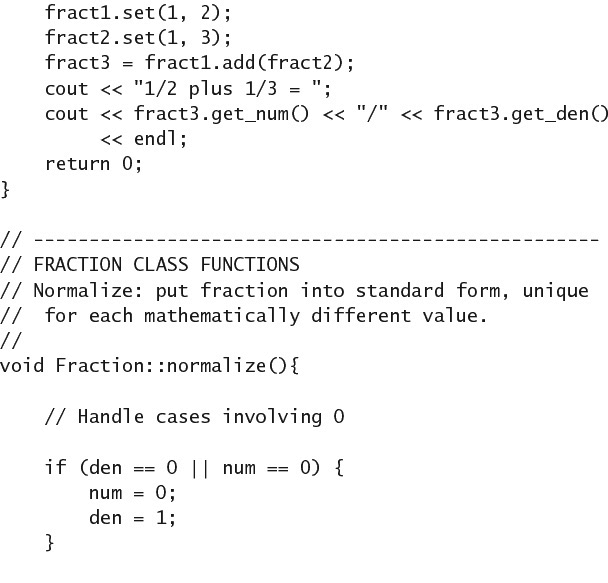 fract1.set(1, 2);
fract2.set(1, 3);
fract3 = fract1.add(fract2);
cout << "1/2 plus 1/3 = ";
cout << fract3.get_num() << "/" << fract3.get_den()
<< endl;
return 0;
}
// ---------------------------------------------------
// FRACTION CLASS FUNCTIONS
// Normalize: put fraction into standard form, unique
//  for each mathematically different value.
//
void Fraction::normalize(){
// Handle cases involving 0
if (den == 0 || num == 0) {
num = 0;
den = 1;
}